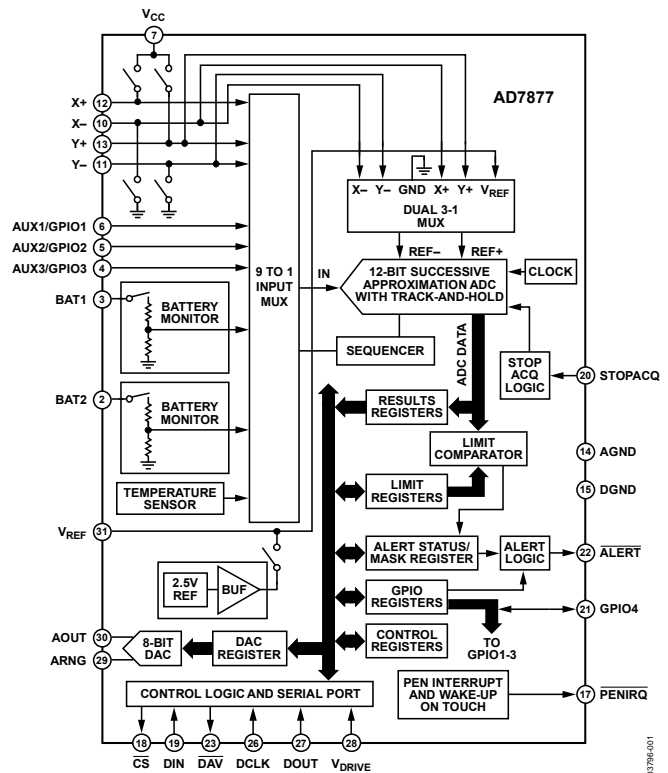 VCC
7
AD7877
X+ 12
X– 10
Y+ 13
Y– 11
X– Y– GND X+ Y+ VREF
DUAL 3-1
MUX
REF– REF+
AUX1/GPIO1 6
AUX2/GPIO2 5
AUX3/GPIO3 4
9 TO 1
INPUT
MUX
IN
12-BIT SUCCESSIVE
APPROXIMATION ADC
WITH TRACK-AND-HOLD
CLOCK
BAT1 3
BATTERY
MONITOR
SEQUENCER
ADC DATA
STOP
ACQ
LOGIC
20 STOPACQ
BAT2 2
BATTERY
MONITOR
RESULTS
REGISTERS
LIMIT
COMPARATOR
14 AGND
LIMIT
REGISTERS
15 DGND
TEMPERATURE
SENSOR
VREF 31
ALERT STATUS/
MASK REGISTER
ALERT
LOGIC
22 ALERT
2.5V
REF
BUF
GPIO
REGISTERS
21 GPIO4
TO
GPIO1-3
AOUT 30
ARNG 29
8-BIT
DAC
DAC
REGISTER
CONTROL
REGISTERS
CONTROL LOGIC AND SERIAL PORT
PEN INTERRUPT
AND WAKE-UP
ON TOUCH
17 PENIRQ
18 19 23 26 27 28
CS DIN DAV DCLK DOUT VDRIVE
03796-001